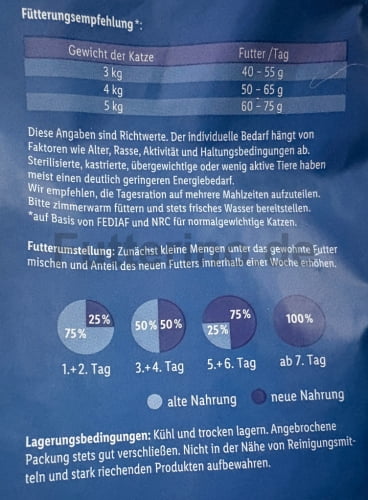 Fütterungsempfehlung*:
Gewicht der Katze Futter /Tag
3 kg 40 - 55 g
4 kg 50 - 65 g
5 kg 60 - 75 g
Diese Angaben sind Richtwerte. Der individuelle Bedarf hängt von
Faktoren wie Alter, Rasse, Aktivität und Haltungsbedingungen ab.
Sterilisierte, kastrierte, übergewichtige oder wenig aktive Tiere haben
meist einen deutlich geringeren Energiebedarf.
Wir empfehlen, die Tagesration auf mehrere Mahlzeiten aufzuteilen.
Bitte zimmerwarm füttern und stets frisches Wasser bereitstellen.
*auf Basis von FEDIAF und NRC für normalgewichtige Katzen.
Futterumstellung: Zunächst kleine Mengen unter das gewohnte Futter
mischen und Anteil des neuen Futters innerhalb einer Woche erhöhen.
25% 75% 50% 50% 75% 25% 100%
1.+2. Tag 3.+4. Tag 5.+6. Tag ab 7. Tag
alte Nahrung neue Nahrung
Lagerungsbedingungen: Kühl und trocken lagern. Angebrochene
Packung stets gut verschließen. Nicht in der Nähe von Reinigungsmit-
teln und stark riechenden Produkten aufbewahren.